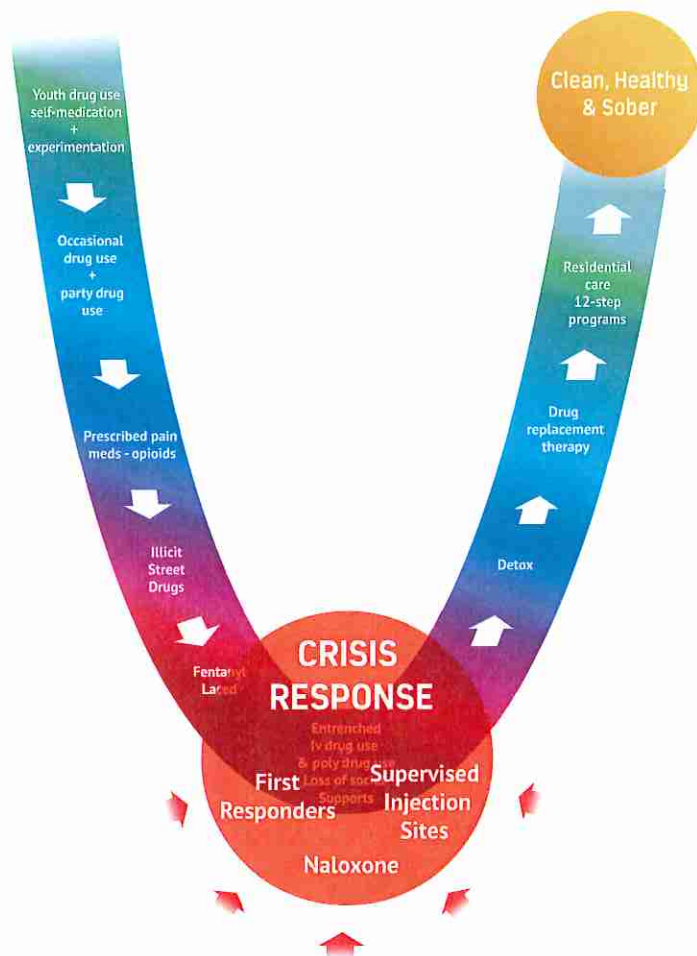 Youth drug use
self-medication
+
experimentation
Occasional
drug use
+
party drug
use
Prescribed pain
meds - opioids
Illicit
Street
Drugs
Fentanyl
Laced
CRISIS
RESPONSE
Entrenched
Iv drug use
& poly drug use
Loss of social
Supports
First
Responders
Supervised
Injection
Sites
Naloxone
Detox
Drug
replacement
therapy
Residential
care
12-step
programs
Clean, Healthy
& Sober